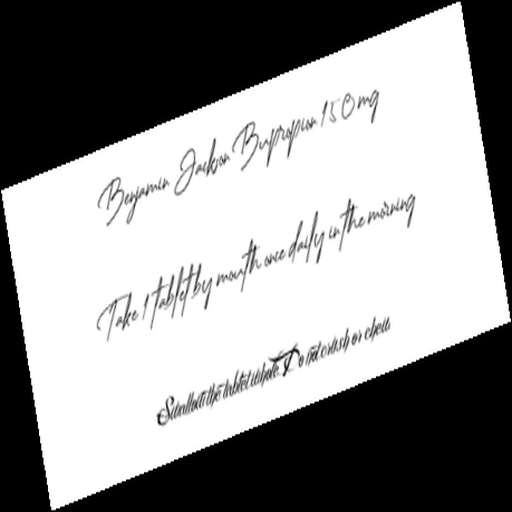 Benjamin Jackson Bupropion 150 mg
Take 1 tablet by mouth once daily in the morning
Swallow the tablet whole Do not crush or chew